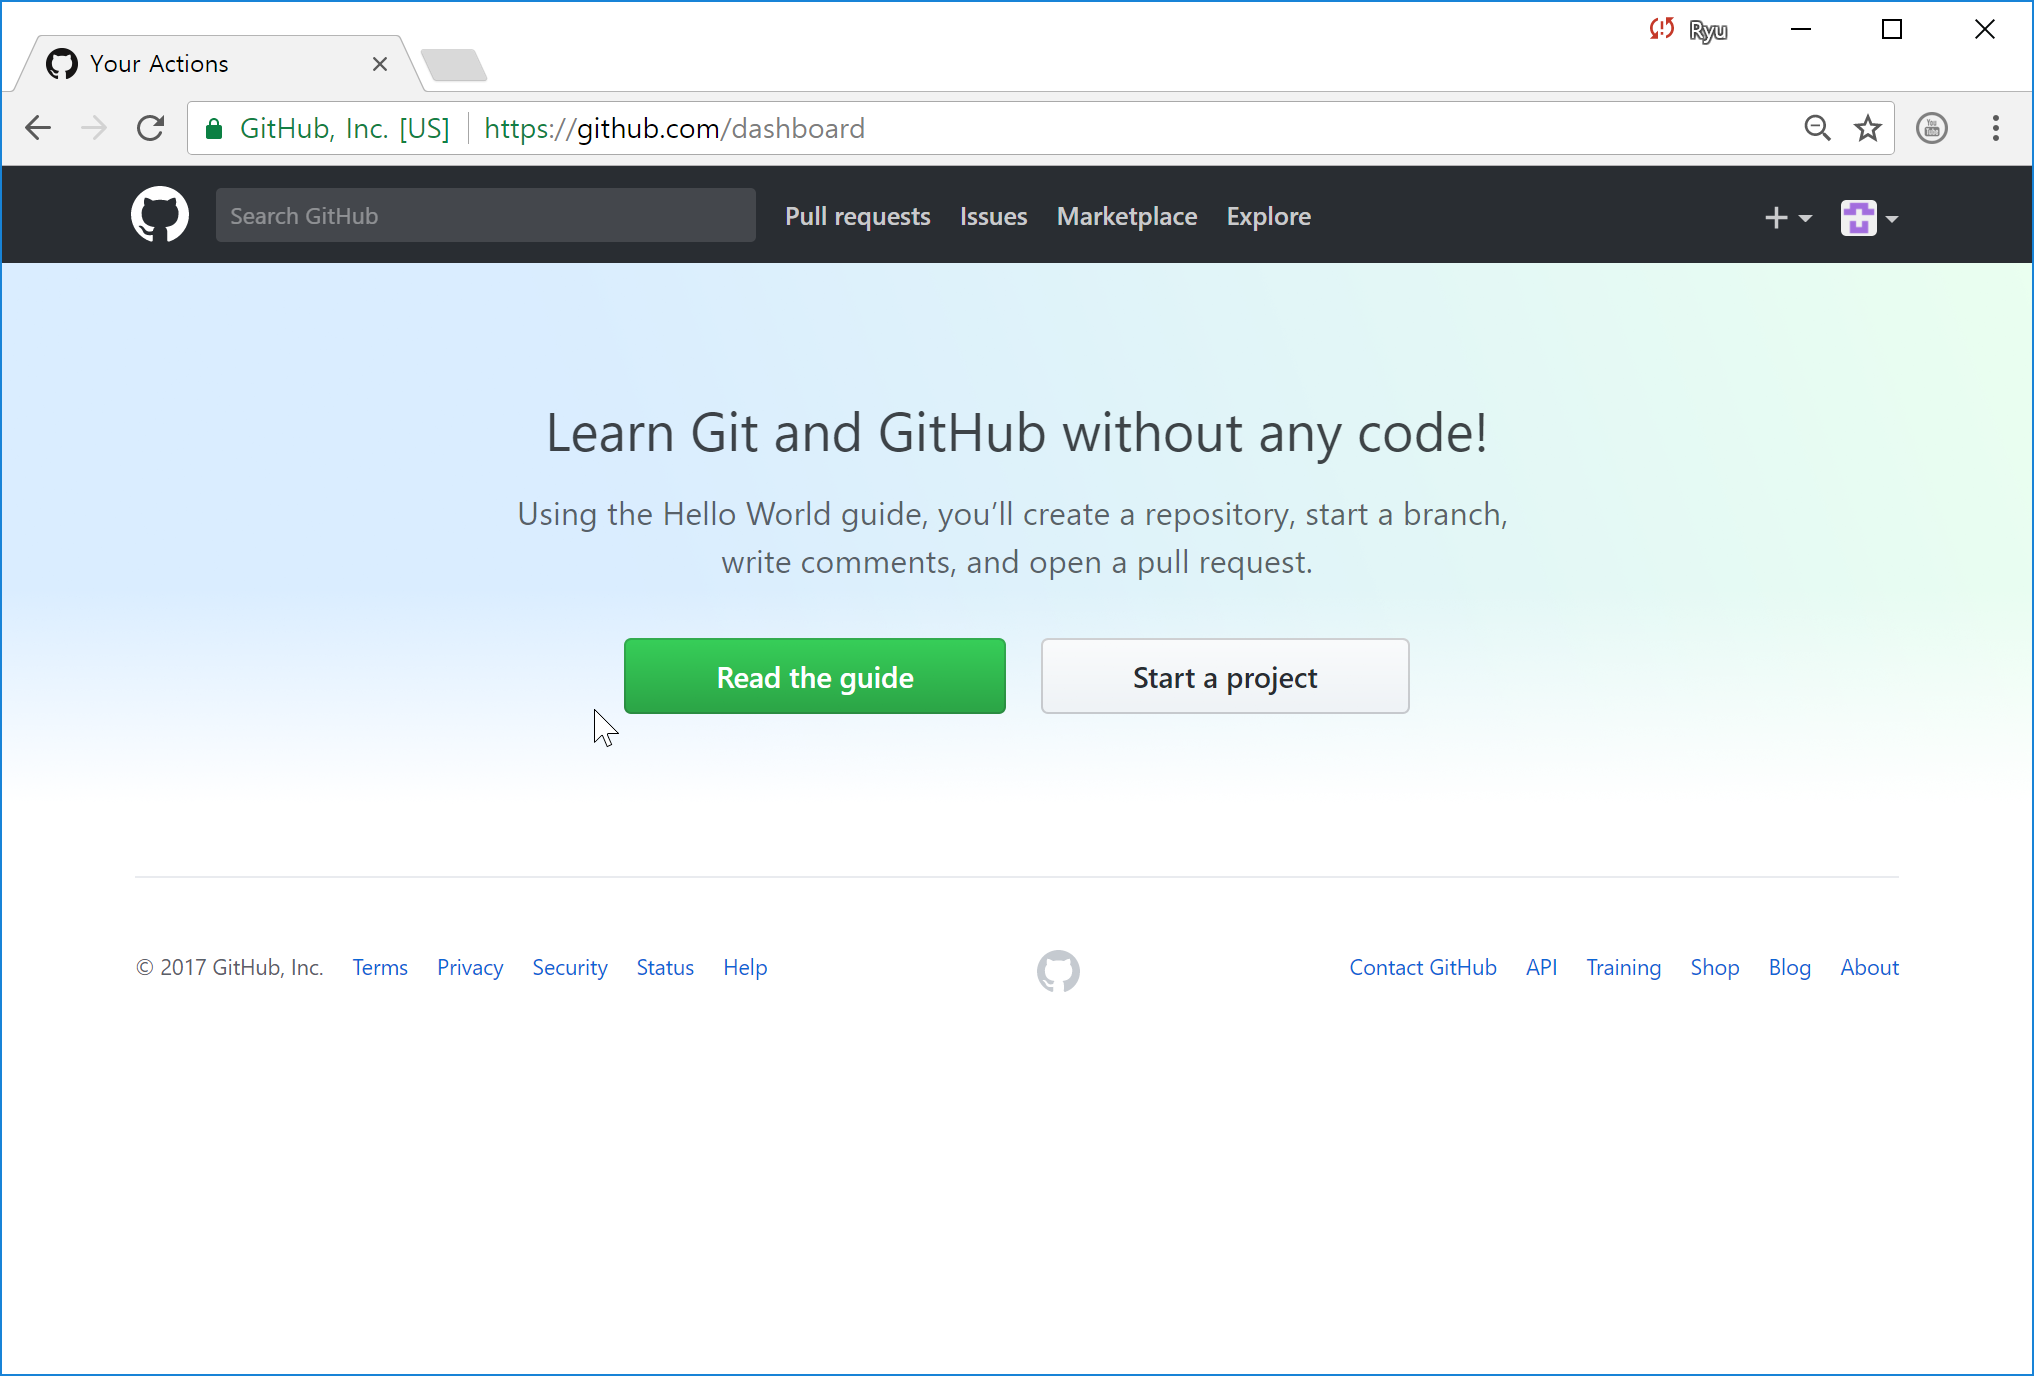 Ryu
Your Actions
GitHub, Inc. [US] https://github.com/dashboard
You Tube
Search GitHub Pull requests Issues Marketplace Explore
Learn Git and GitHub without any code!
Using the Hello World guide, you’ll create a repository, start a branch,
write comments, and open a pull request.
Read the guide Start a project
© 2017 GitHub, Inc. Terms Privacy Security Status Help Contact GitHub API Training Shop Blog About